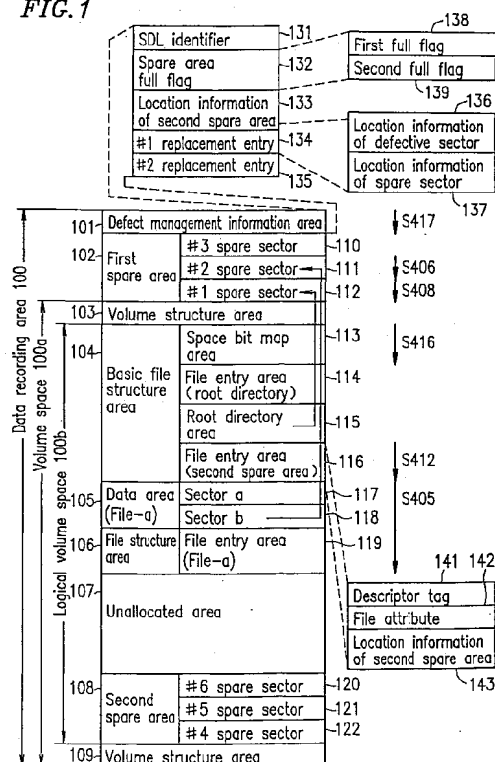 FIG. 1
131
SDL identifier
132
Spare area
full flag
133
Location information
of second spare area
#1 replacement entry
134
#2 replacement entry
135
138
First full flag
Second full flag
139
136
Location information
of defective sector
Location information
of spare sector
137
Data recording area 100
Volume space 100a
Logical volume space 100b
101
Defect management information area
S417
102
First
spare area
#3 spare sector
110
#2 spare sector
111
S406
#1 spare sector
112
S408
103
Volume structure area
104
Basic file
structure
area
Space bit map
area
113
S416
File entry area
(root directory)
114
Root directory
area
115
File entry area
(second spare area)
116
S412
105
Data area
(File-a)
Sector a
117
S405
Sector b
118
106
File structure
area
File entry area
(File-a)
119
107
Unallocated area
141
142
Descriptor tag
File attribute
Location information
of second spare area
143
108
Second
spare area
#6 spare sector
120
#5 spare sector
121
#4 spare sector
122
109
Volume structure area